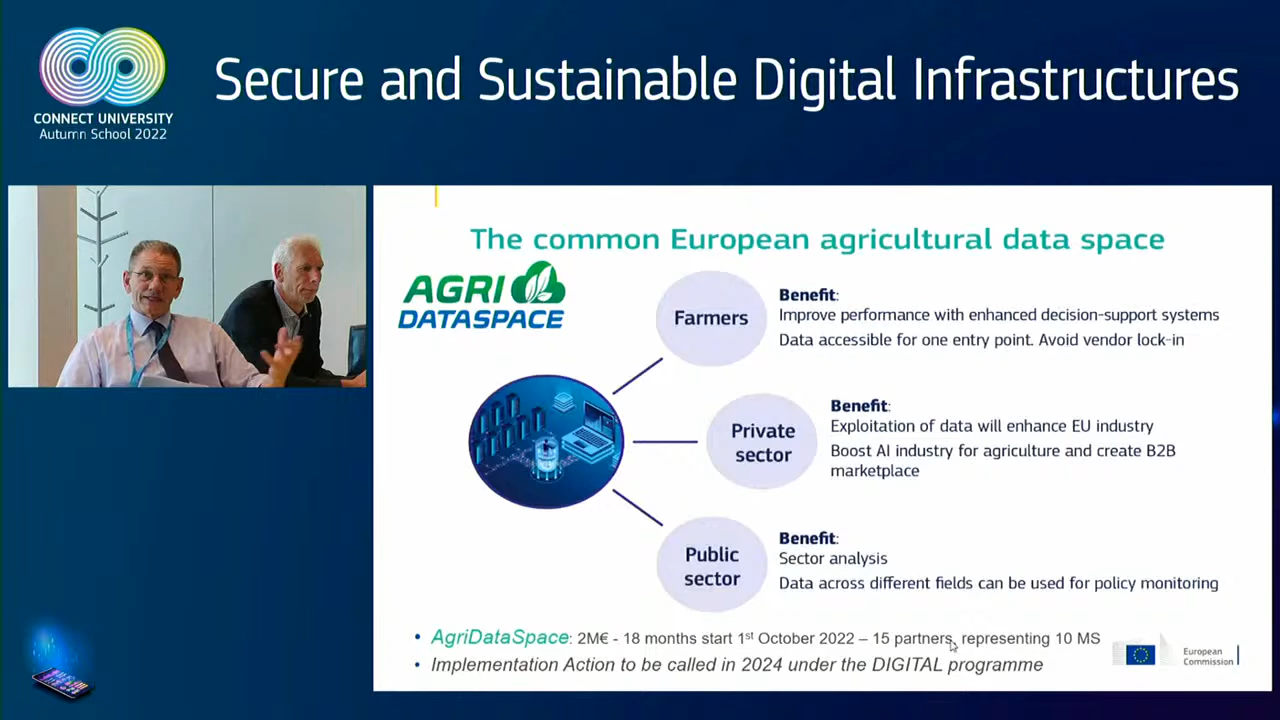 CONNECT UNIVERSITY
Autumn School 2022
Secure and Sustainable Digital Infrastructures
The common European agricultural data space
AGRI
DATASPACE
Farmers
Benefit:
Improve performance with enhanced decision-support systems
Data accessible for one entry point. Avoid vendor lock-in
Private
sector
Benefit:
Exploitation of data will enhance EU industry
Boost AI industry for agriculture and create B2B
marketplace
Public
sector
Benefit:
Sector analysis
Data across different fields can be used for policy monitoring
• AgriDataSpace: 2M€ - 18 months start 1st October 2022 – 15 partners, representing 10 MS
• Implementation Action to be called in 2024 under the DIGITAL programme
European
Commission